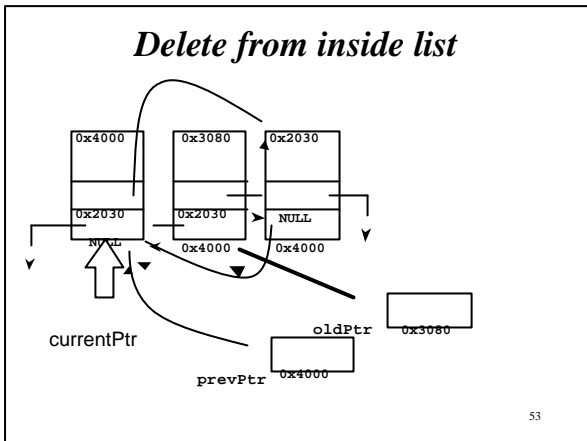 Delete from inside list
0x4000 0x3080 0x2030
0x2030 0x2030 NULL
NULL 0x4000 0x4000
oldPtr 0x3080
currentPtr
prevPtr 0x4000
53